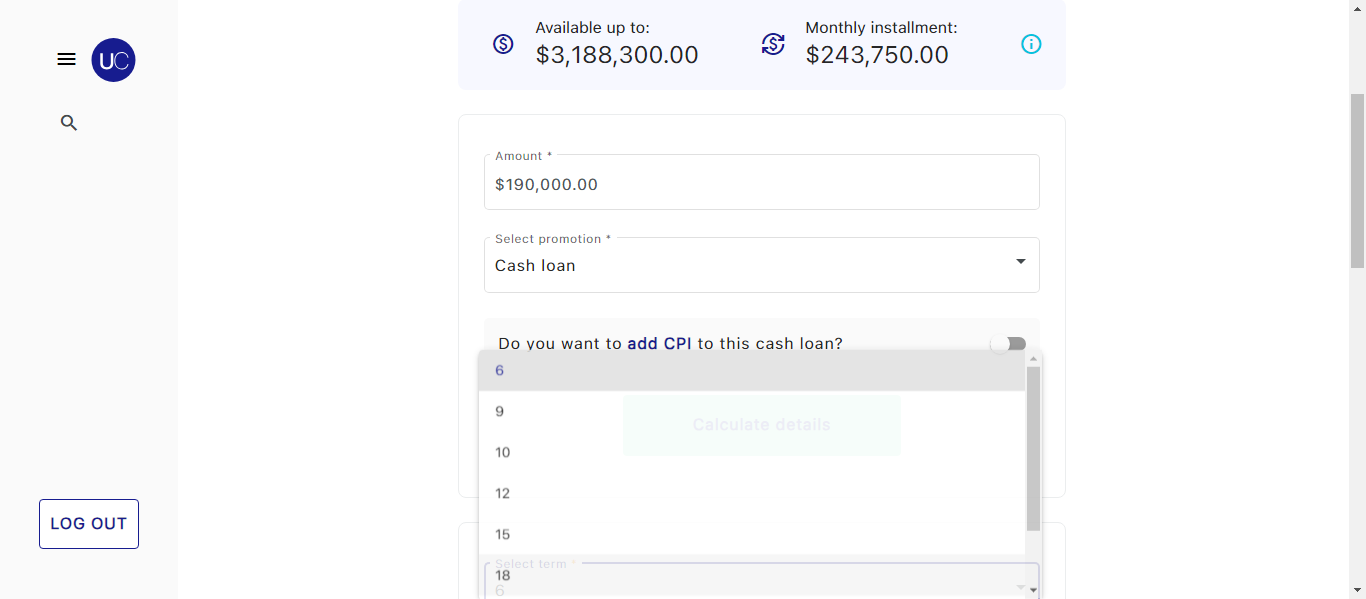 UC
Available up to:
$3,188,300.00
Monthly installment:
$243,750.00
Amount *
$190,000.00
Select promotion *
Cash loan
Do you want to add CPI to this cash loan?
6
9
Calculate details
10
12
15
Select term *
18
6
LOG OUT